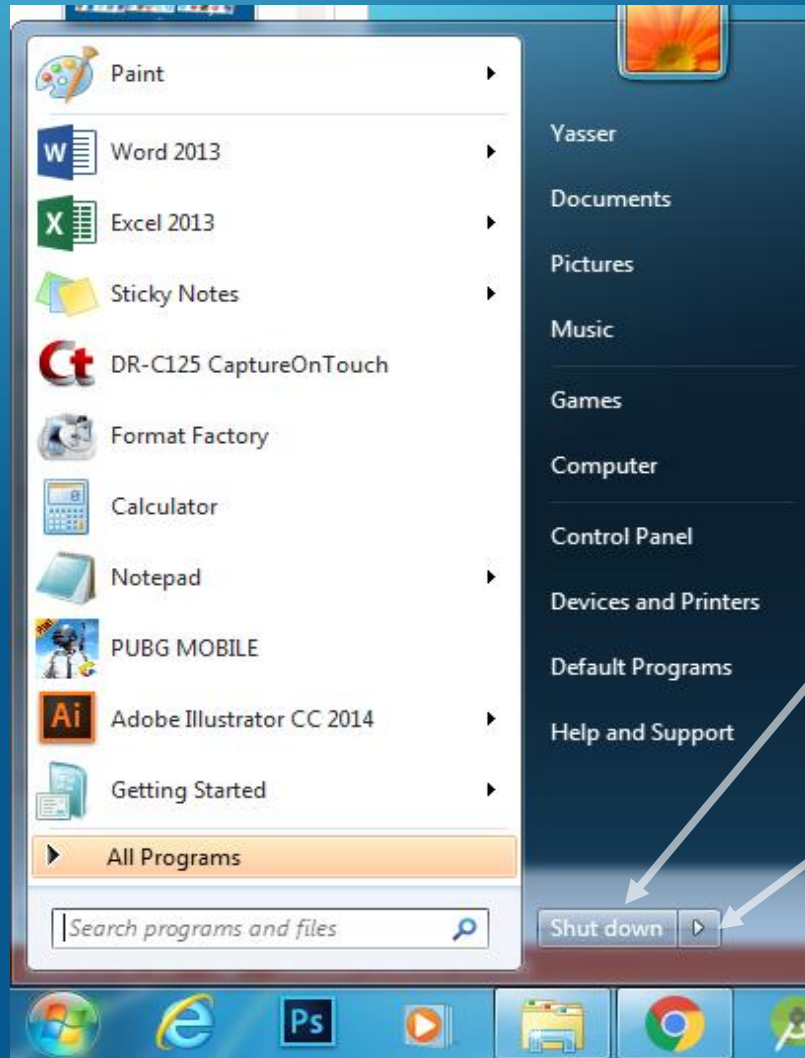 Paint
Word 2013
Excel 2013
Sticky Notes
DR-C125 CaptureOnTouch
Format Factory
Calculator
Notepad
PUBG MOBILE
Ai
Adobe Illustrator CC 2014
Getting Started
All Programs
Search programs and files
Yasser
Documents
Pictures
Music
Games
Computer
Control Panel
Devices and Printers
Default Programs
Help and Support
Shut down
Ps